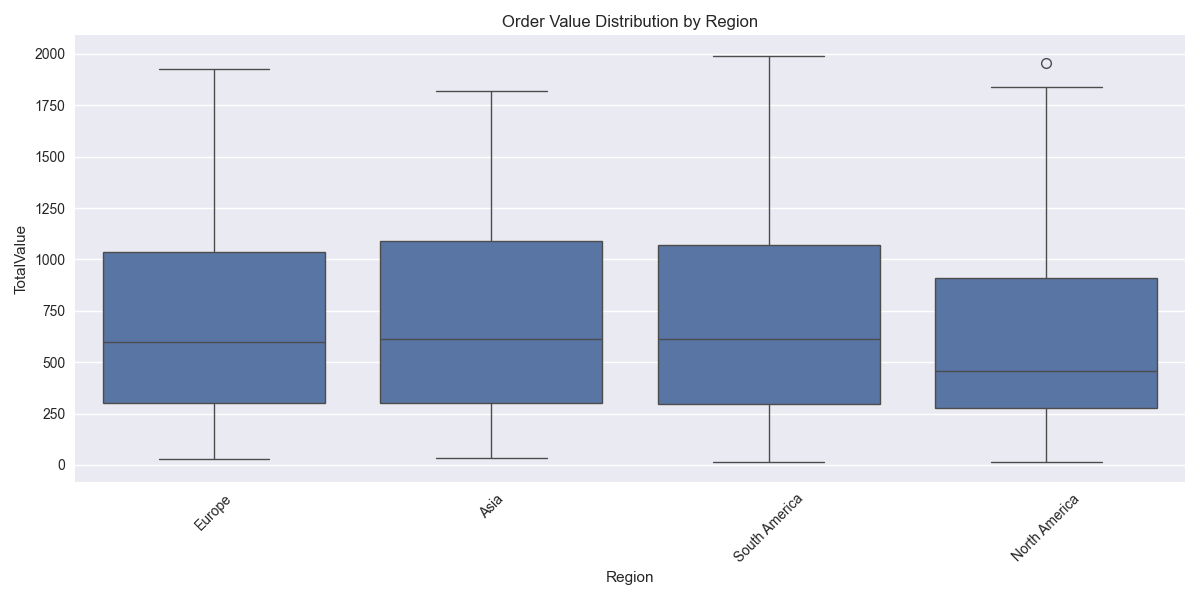 Order Value Distribution by Region
TotalValue
2000
1750
1500
1250
1000
750
500
250
0
Europe
Asia
South America
North America
Region